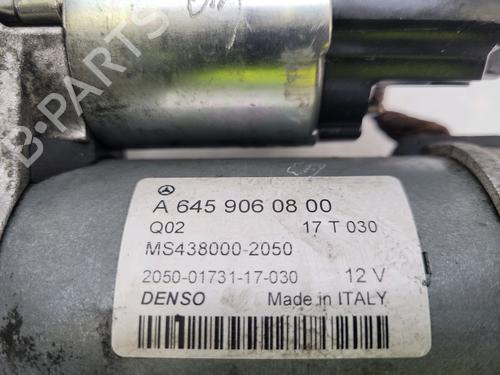 B-PARTS
A 645 906 08 00
Q02 17 T 030
MS438000-2050
2050-01731-17-030 12 V
DENSO Made in ITALY